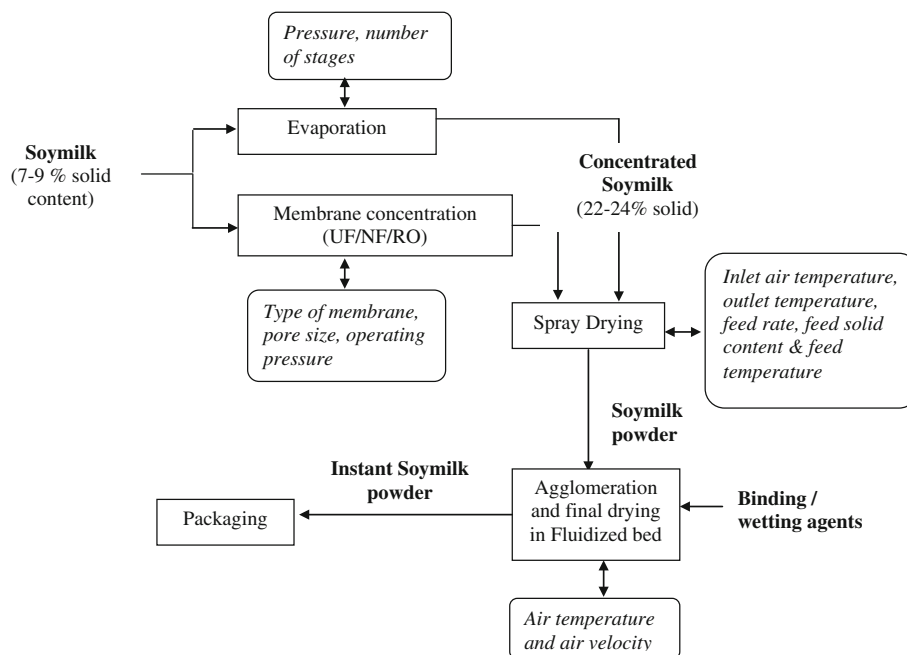 Pressure, number
of stages
Evaporation
Soymilk
(7-9 % solid
content)
Concentrated
Soymilk
(22-24% solid)
Membrane concentration
(UF/NF/RO)
Type of membrane,
pore size, operating
pressure
Spray Drying
Inlet air temperature,
outlet temperature,
feed rate, feed solid
content & feed
temperature
Soymilk
powder
Instant Soymilk
powder
Packaging
Agglomeration
and final drying
in Fluidized bed
Binding /
wetting agents
Air temperature
and air velocity